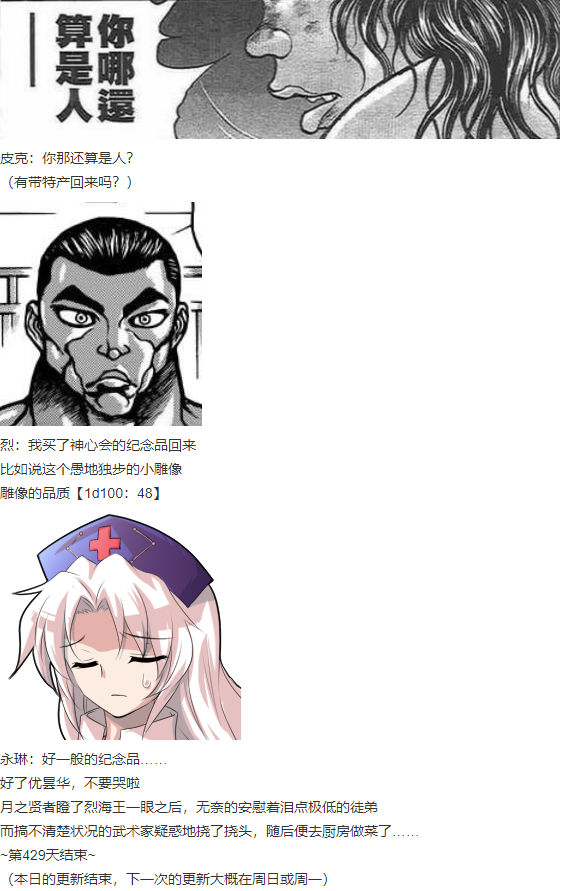 你哪還
算是人
皮克：你那还算是人？
（有带特产回来吗？）
烈：我买了神心会的纪念品回来
比如说这个愚地独步的小雕像
雕像的品质【1d100：48】
永琳：好一般的纪念品……
好了优昙华，不要哭啦
月之贤者瞪了烈海王一眼之后，无奈的安慰着泪点极低的徒弟
而搞不清楚状况的武术家疑惑地挠了挠头，随后便去厨房做菜了……
~第429天结束~
（本日的更新结束，下一次的更新大概在周日或周一）